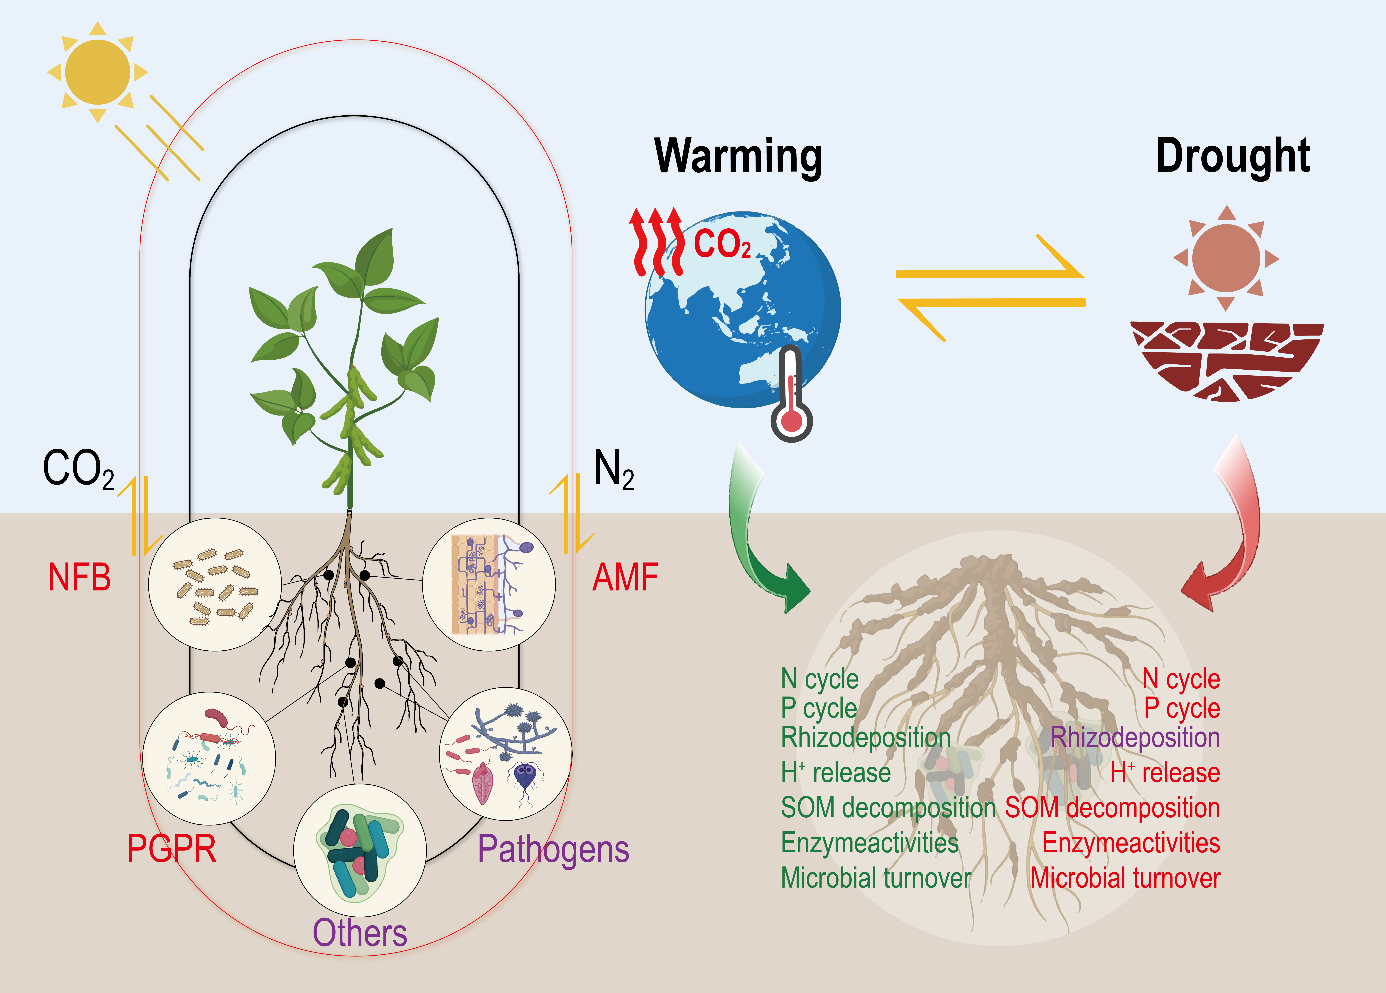 Warming
Drought
CO₂
CO₂
N₂
NFB
AMF
PGPR
Pathogens
Others
N cycle
P cycle
Rhizodeposition
H⁺ release
SOM decomposition
Enzymeactivities
Microbial turnover
N cycle
P cycle
Rhizodeposition
H⁺ release
SOM decomposition
Enzymeactivities
Microbial turnover